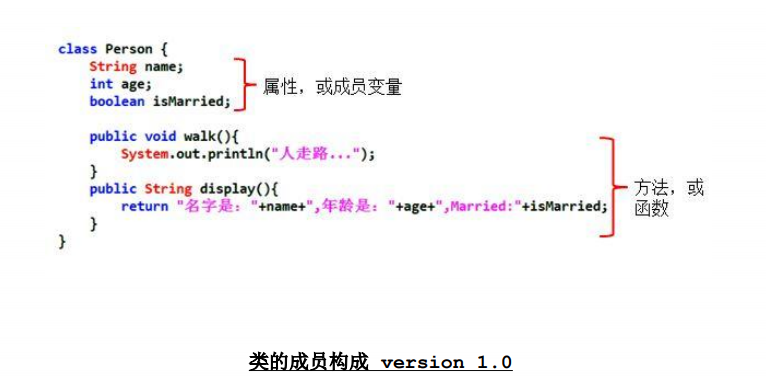 class Person {
String name;
int age;
boolean isMarried;
属性，或成员变量
public void walk(){
System.out.println("人走路...");
}
public String display(){
return "名字是："+name+",年龄是："+age+",Married:"+isMarried;
}
}
方法，或
函数
类的成员构成 version 1.0